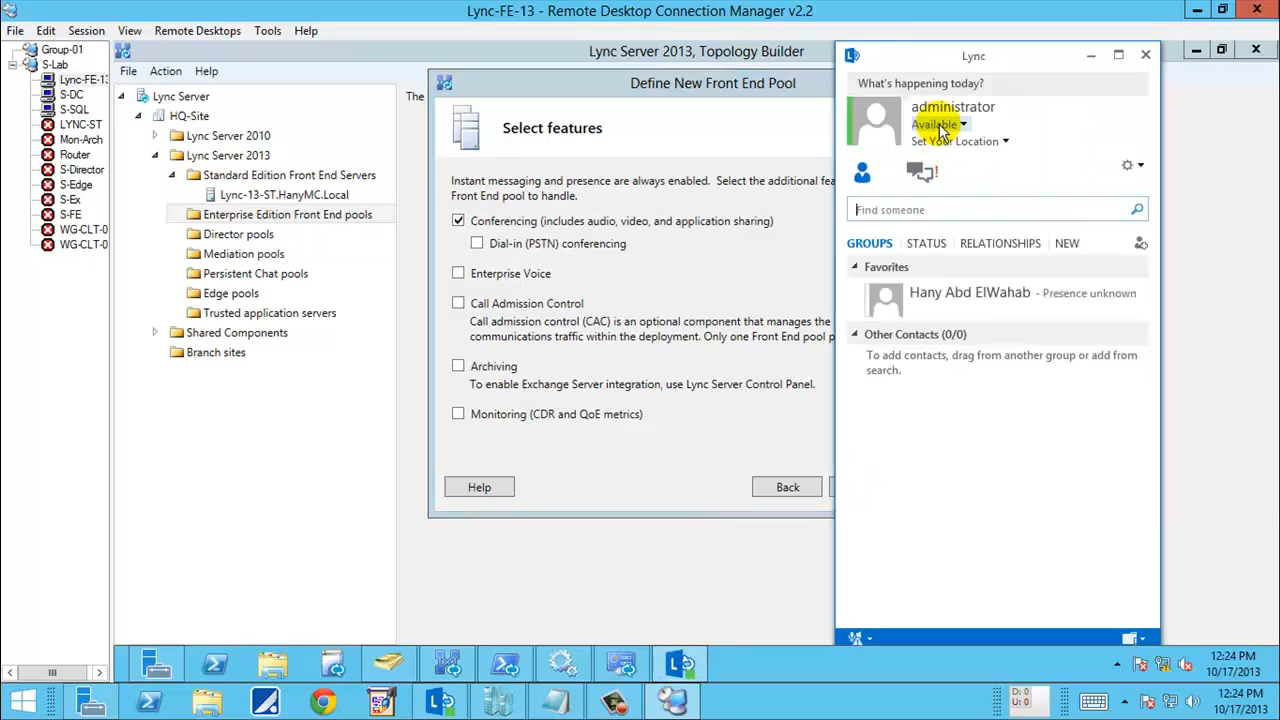 Lync-FE-13 - Remote Desktop Connection Manager v2.2
File Edit Session View Remote Desktops Tools Help
Group-01
S-Lab
Lync-FE-13
S-DC
S-SQL
LYNC-ST
Mon-Arch
Router
S-Director
S-Edge
S-Ex
S-FE
WG-CLT-0
WG-CLT-0
Lync Server 2013, Topology Builder
File Action Help
Lync Server
HQ-Site
Lync Server 2010
Lync Server 2013
Standard Edition Front End Servers
Lync-13-ST.HanyMC.Local
Enterprise Edition Front End pools
Director pools
Mediation pools
Persistent Chat pools
Edge pools
Trusted application servers
Shared Components
Branch sites
The
Define New Front End Pool
Select features
Instant messaging and presence are always enabled. Select the additional fea
Front End pool to handle.
Conferencing (includes audio, video, and application sharing)
Dial-in (PSTN) conferencing
Enterprise Voice
Call Admission Control
Call admission control (CAC) is an optional component that manages the
communications traffic within the deployment. Only one Front End pool p
Archiving
To enable Exchange Server integration, use Lync Server Control Panel.
Monitoring (CDR and QoE metrics)
Help Back
Lync
What's happening today?
administrator
Available
Set Your Location
Find someone
GROUPS STATUS RELATIONSHIPS NEW
Favorites
Hany Abd ElWahab - Presence unknown
Other Contacts (0/0)
To add contacts, drag from another group or add from
search.
12:24 PM
10/17/2013
D: 0
U: 0
12:24 PM
10/17/2013